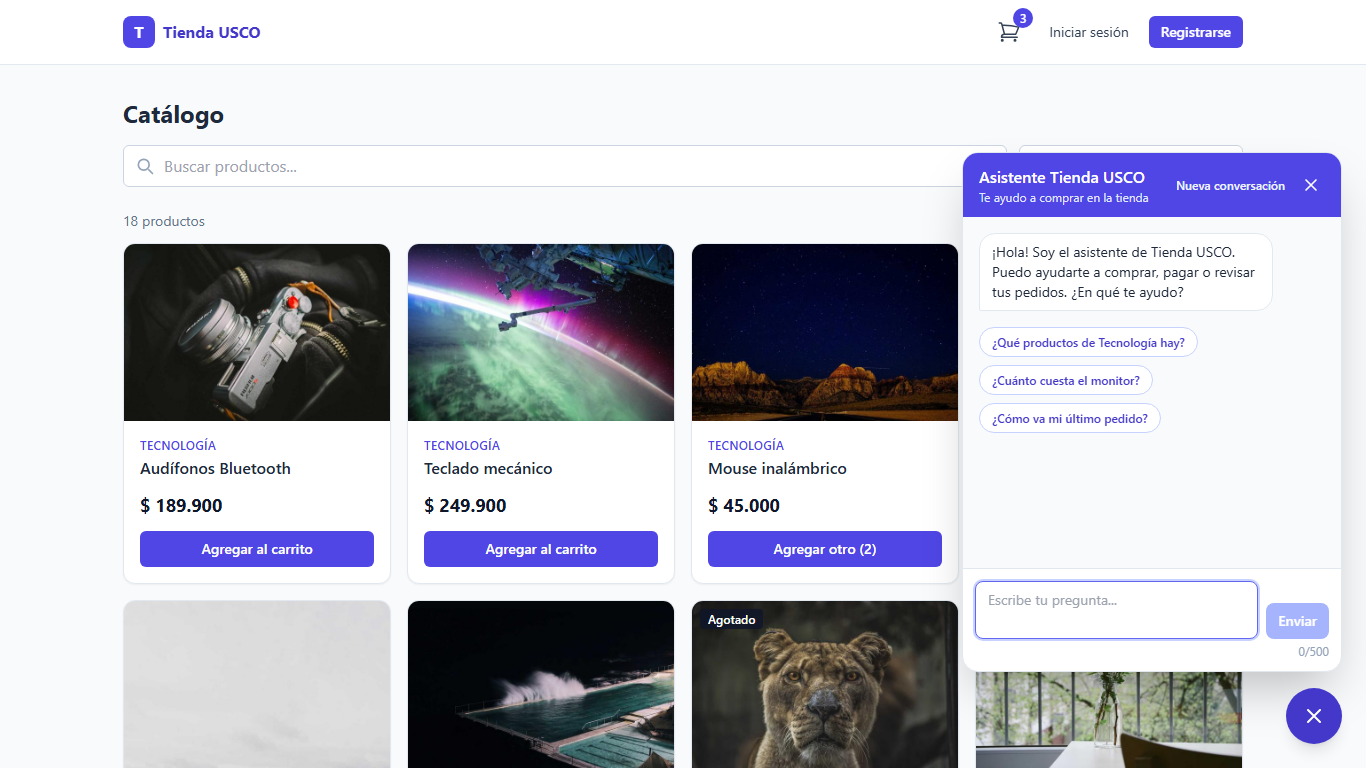 T
Tienda USCO
3
Iniciar sesión
Registrarse
Catálogo
Buscar productos...
18 productos
TECNOLOGÍA
Audífonos Bluetooth
$ 189.900
Agregar al carrito
TECNOLOGÍA
Teclado mecánico
$ 249.900
Agregar al carrito
TECNOLOGÍA
Mouse inalámbrico
$ 45.000
Agregar otro (2)
Agotado
Asistente Tienda USCO
Te ayudo a comprar en la tienda
Nueva conversación
¡Hola! Soy el asistente de Tienda USCO.
Puedo ayudarte a comprar, pagar o revisar
tus pedidos. ¿En qué te ayudo?
¿Qué productos de Tecnología hay?
¿Cuánto cuesta el monitor?
¿Cómo va mi último pedido?
Escribe tu pregunta...
Enviar
0/500